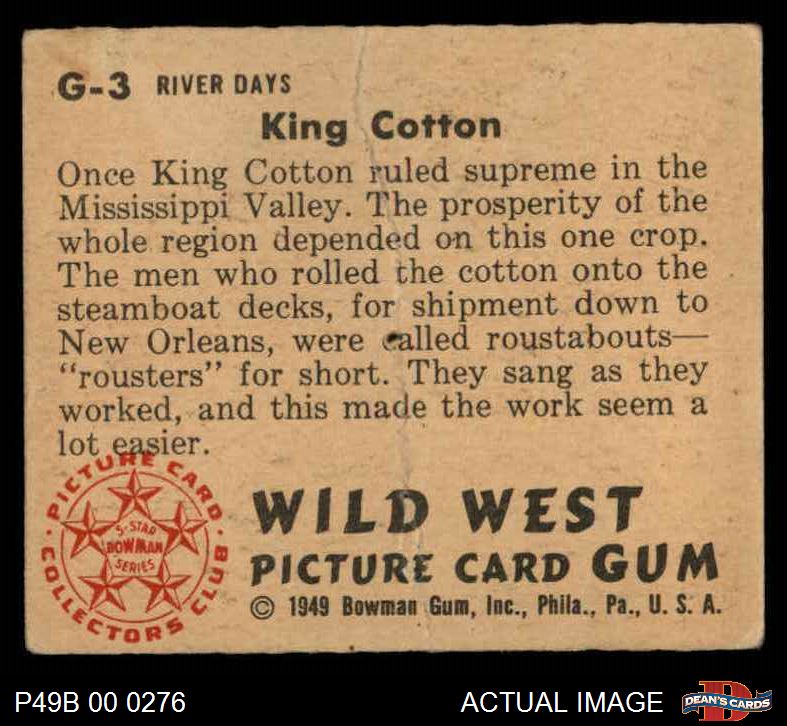 G-3 RIVER DAYS
King Cotton
Once King Cotton ruled supreme in the
Mississippi Valley. The prosperity of the
whole region depended on this one crop.
The men who rolled the cotton onto the
steamboat decks, for shipment down to
New Orleans, were called roustabouts—
"rousters" for short. They sang as they
worked, and this made the work seem a
lot easier.
PICTURE CARD
COLLECTORS CLUB
5-STAR
BOWMAN
SERIES
WILD WEST
PICTURE CARD GUM
© 1949 Bowman Gum, Inc., Phila., Pa., U. S. A.
P49B 00 0276
ACTUAL IMAGE
D
DEAN'S CARDS